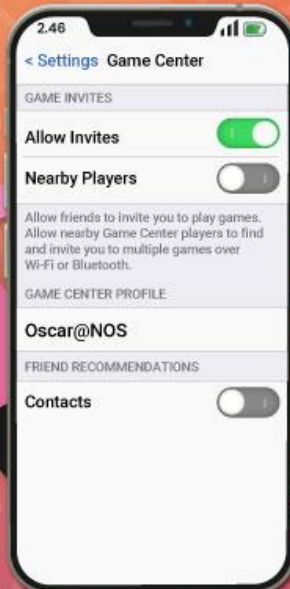 2.46
< Settings Game Center
GAME INVITES
Allow Invites
Nearby Players
Allow friends to invite you to play games.
Allow nearby Game Center players to find
and invite you to multiple games over
Wi-Fi or Bluetooth.
GAME CENTER PROFILE
Oscar@NOS
FRIEND RECOMMENDATIONS
Contacts